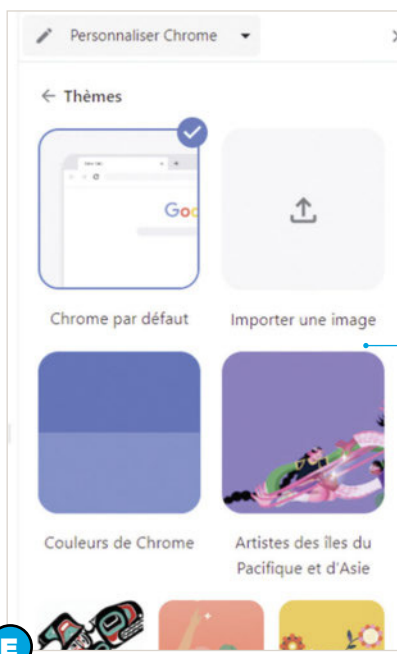 Personnaliser Chrome
Thèmes
Goo
Chrome par défaut
Importer une image
Couleurs de Chrome
Artistes des îles du
Pacifique et d'Asie
E